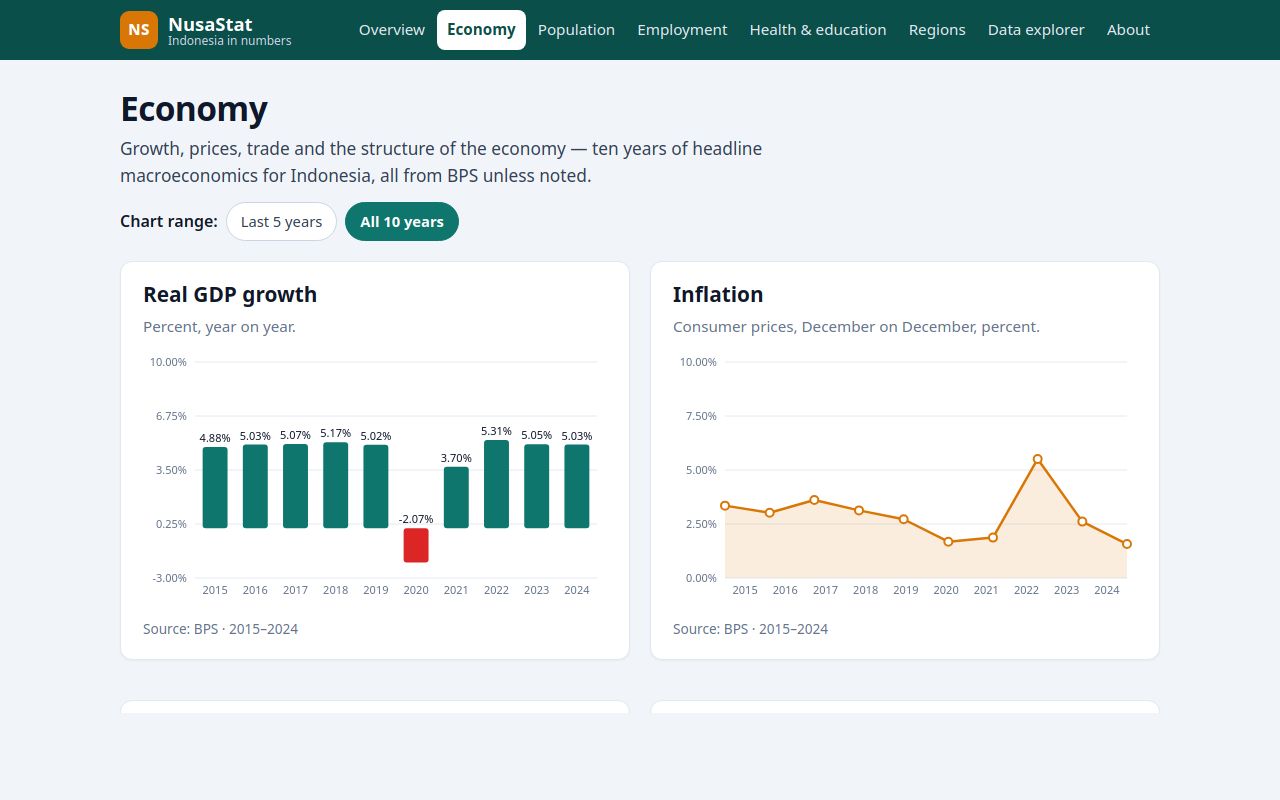 NS
NusaStat
Indonesia in numbers
Overview
Economy
Population
Employment
Health & education
Regions
Data explorer
About
Economy
Growth, prices, trade and the structure of the economy — ten years of headline
macroeconomics for Indonesia, all from BPS unless noted.
Chart range:
Last 5 years
All 10 years
Real GDP growth
Percent, year on year.
10.00%
6.75%
3.50%
0.25%
-3.00%
4.88%
5.03%
5.07%
5.17%
5.02%
-2.07%
3.70%
5.31%
5.05%
5.03%
2015
2016
2017
2018
2019
2020
2021
2022
2023
2024
Source: BPS · 2015–2024
Inflation
Consumer prices, December on December, percent.
10.00%
7.50%
5.00%
2.50%
0.00%
2015
2016
2017
2018
2019
2020
2021
2022
2023
2024
Source: BPS · 2015–2024